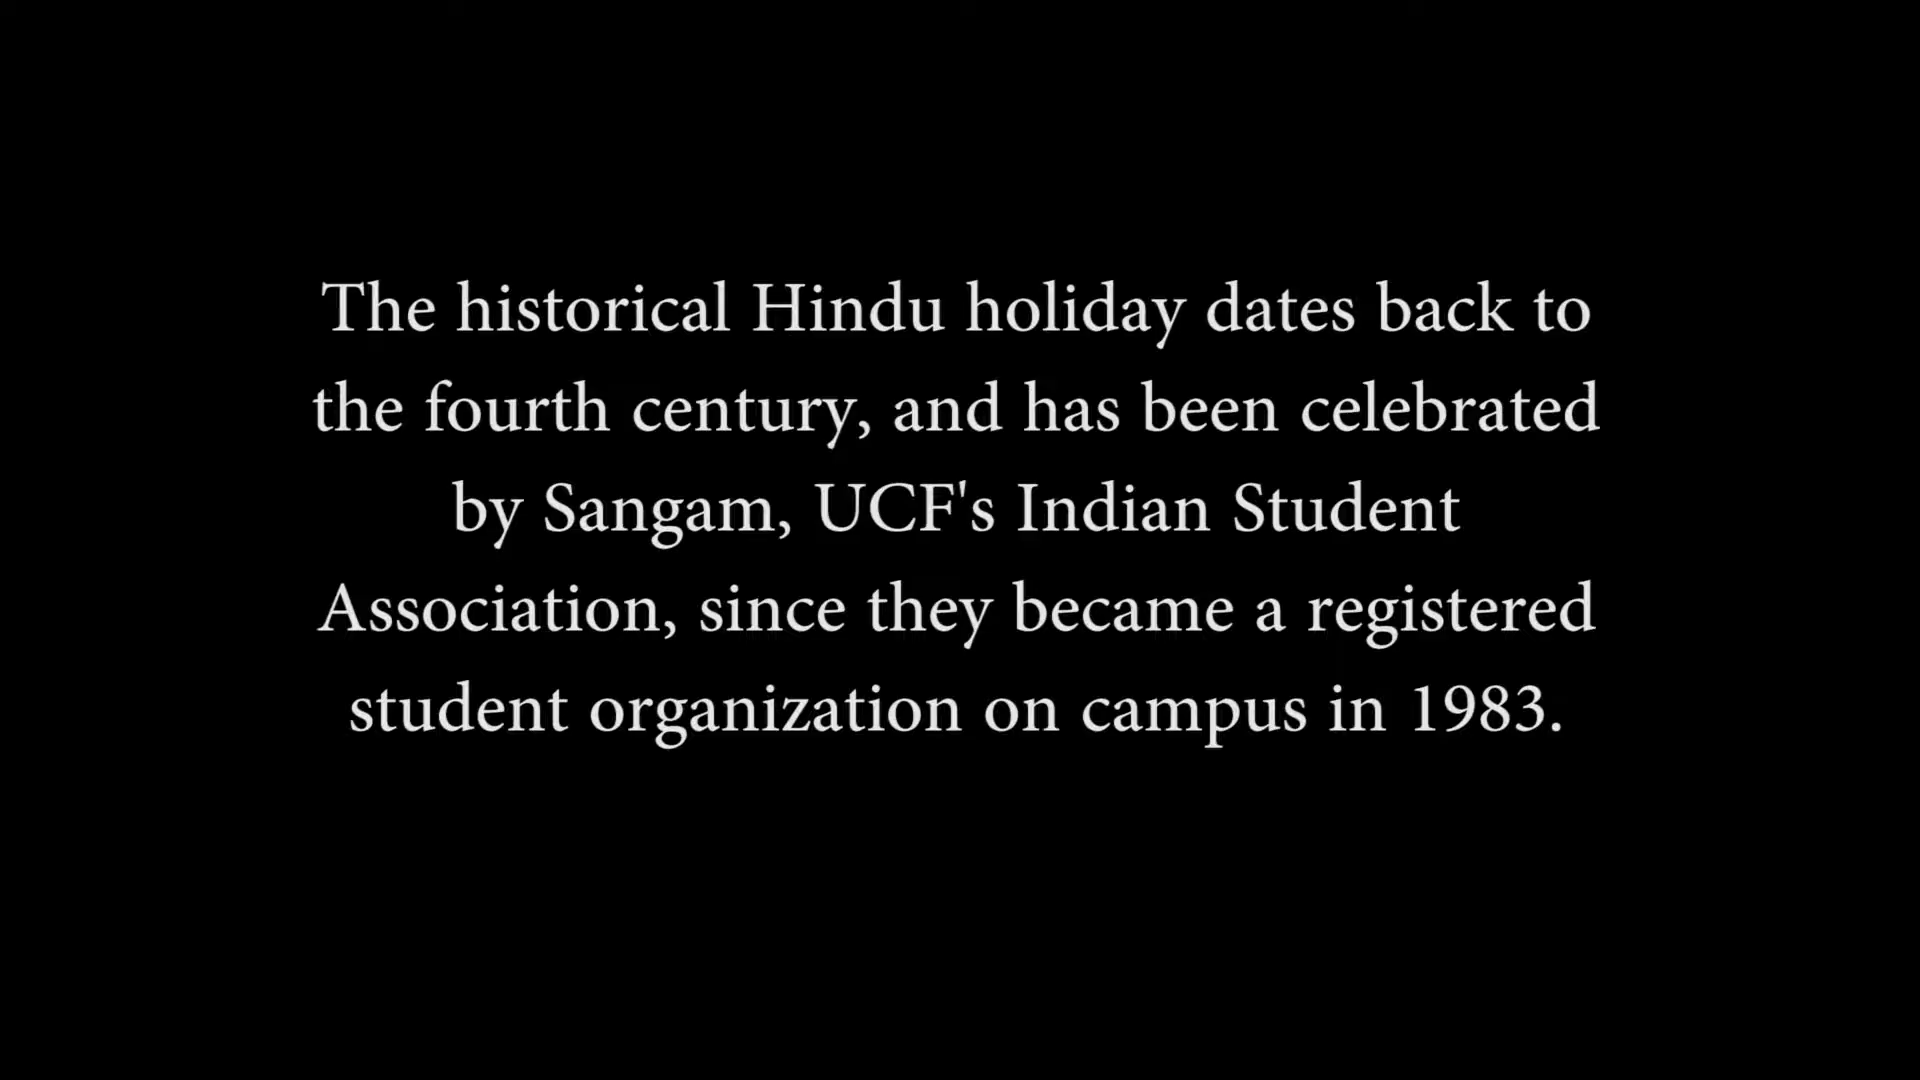 The historical Hindu holiday dates back to
the fourth century, and has been celebrated
by Sangam, UCF's Indian Student
Association, since they became a registered
student organization on campus in 1983.